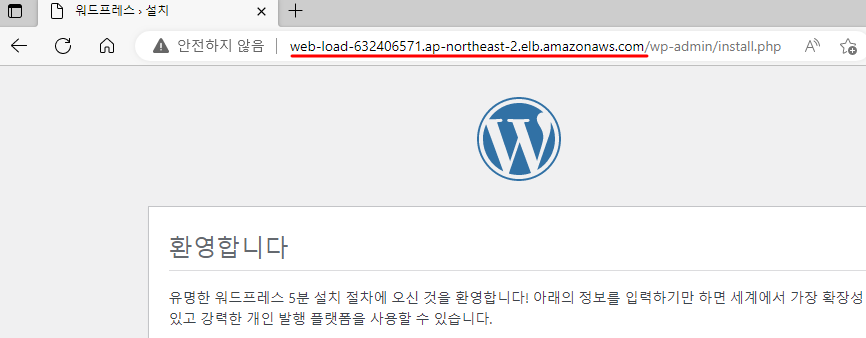 워드프레스 › 설치
안전하지 않음 web-load-632406571.ap-northeast-2.elb.amazonaws.com/wp-admin/install.php
환영합니다
유명한 워드프레스 5분 설치 절차에 오신 것을 환영합니다! 아래의 정보를 입력하기만 하면 세계에서 가장 확장성
있고 강력한 개인 발행 플랫폼을 사용할 수 있습니다.